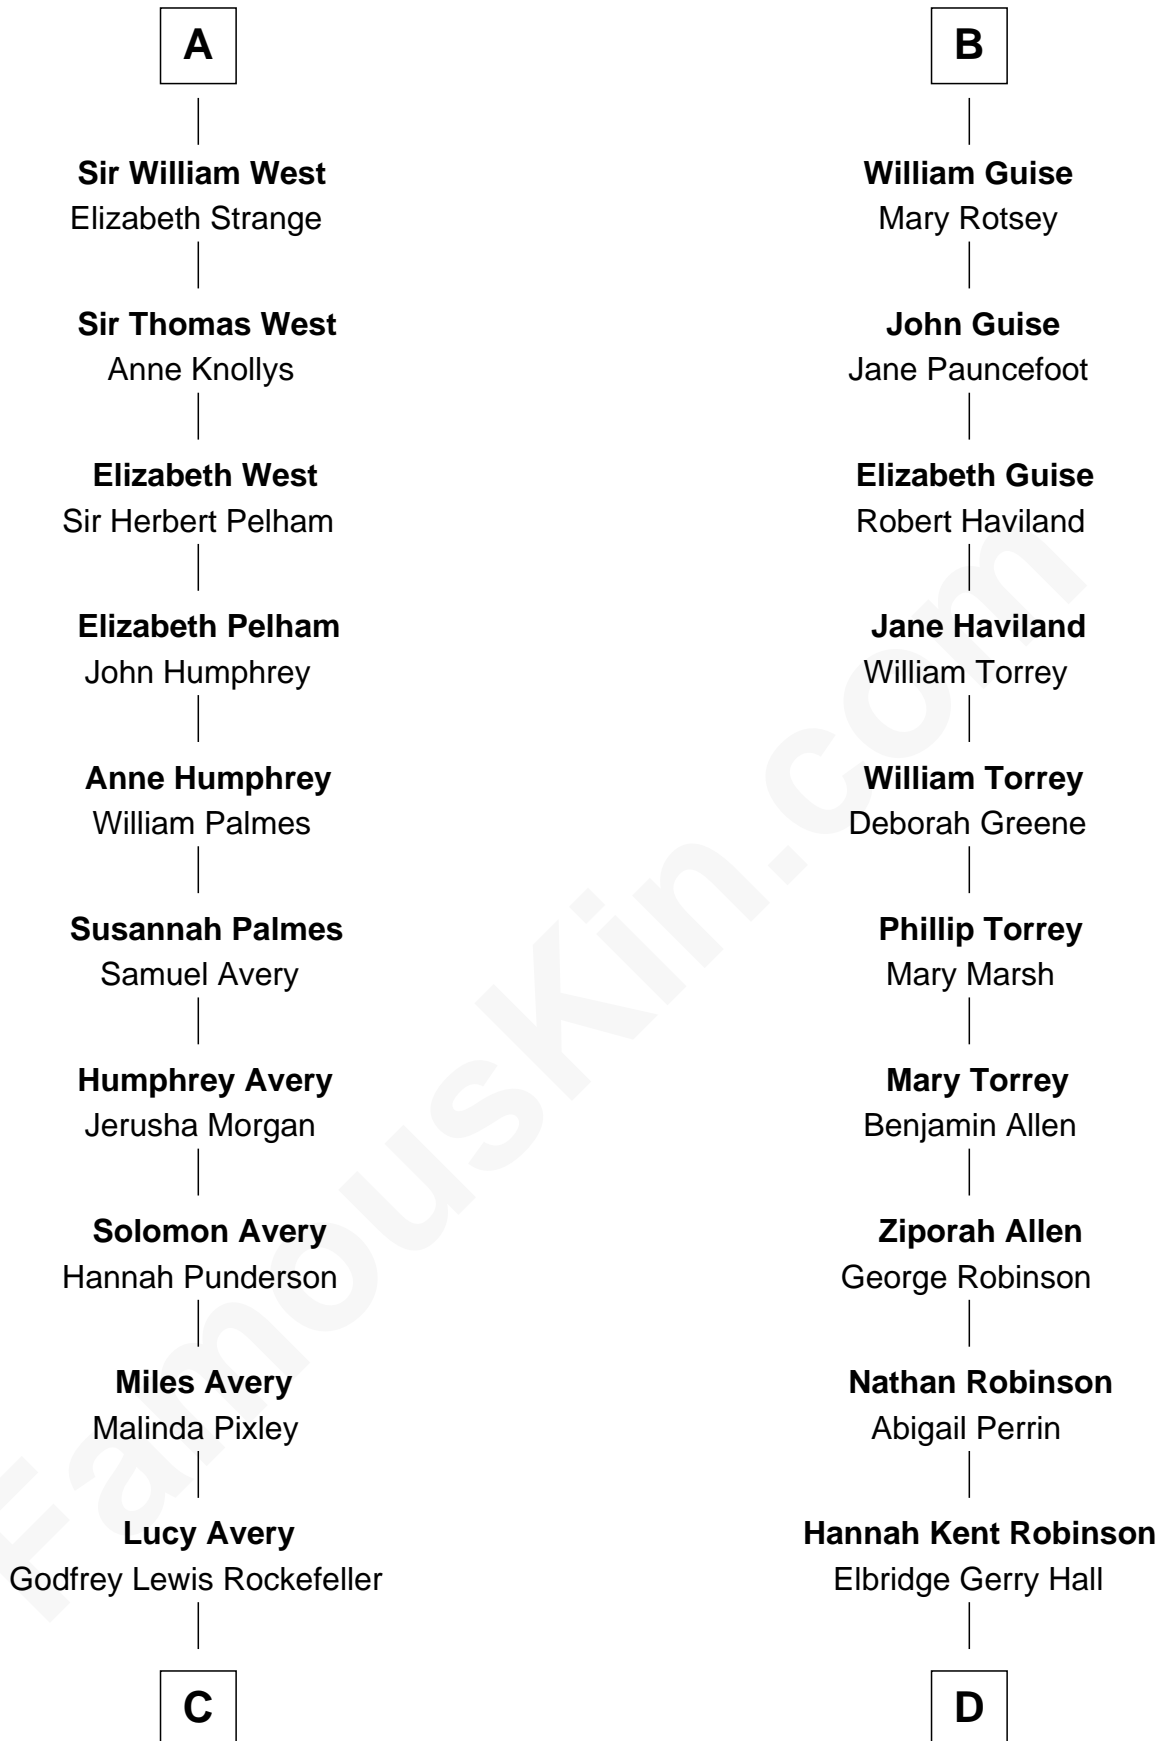 A
Sir William West
Elizabeth Strange
Sir Thomas West
Anne Knollys
Elizabeth West
Sir Herbert Pelham
Elizabeth Pelham
John Humphrey
Anne Humphrey
William Palmes
Susannah Palmes
Samuel Avery
Humphrey Avery
Jerusha Morgan
Solomon Avery
Hannah Punderson
Miles Avery
Malinda Pixley
Lucy Avery
Godfrey Lewis Rockefeller
C
B
William Guise
Mary Rotsey
John Guise
Jane Pauncefoot
Elizabeth Guise
Robert Haviland
Jane Haviland
William Torrey
William Torrey
Deborah Greene
Phillip Torrey
Mary Marsh
Mary Torrey
Benjamin Allen
Ziporah Allen
George Robinson
Nathan Robinson
Abigail Perrin
Hannah Kent Robinson
Elbridge Gerry Hall
D
FamousKin.com